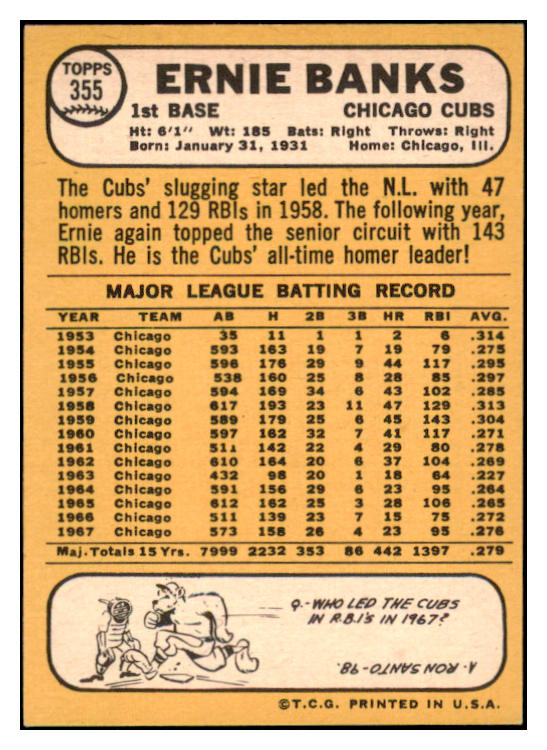 TOPPS
355
ERNIE BANKS
1st BASE CHICAGO CUBS
Ht: 6'1" Wt: 185 Bats: Right Throws: Right
Born: January 31, 1931 Home: Chicago, Ill.
The Cubs' slugging star led the N.L. with 47
homers and 129 RBIs in 1958. The following year,
Ernie again topped the senior circuit with 143
RBIs. He is the Cubs' all-time homer leader!
MAJOR LEAGUE BATTING RECORD
YEAR TEAM AB H 2B 3B HR RBI AVG.
1953 Chicago 35 11 1 1 2 6 .314
1954 Chicago 593 163 19 7 19 79 .275
1955 Chicago 596 176 29 9 44 117 .295
1956 Chicago 538 160 25 8 28 85 .297
1957 Chicago 594 169 34 6 43 102 .285
1958 Chicago 617 193 23 11 47 129 .313
1959 Chicago 589 179 25 6 45 143 .304
1960 Chicago 597 162 32 7 41 117 .271
1961 Chicago 511 142 22 4 29 80 .278
1962 Chicago 610 164 20 6 37 104 .269
1963 Chicago 432 98 20 1 18 64 .227
1964 Chicago 591 156 29 6 23 95 .264
1965 Chicago 612 162 25 3 28 106 .265
1966 Chicago 511 139 23 7 15 75 .272
1967 Chicago 573 158 26 4 23 95 .276
Maj. Totals 15 Yrs. 7999 2232 353 86 442 1397 .279
Q.-WHO LED THE CUBS
IN R.B.I'S IN 1967?
A. RON SANTO-98.
©T.C.G. PRINTED IN U.S.A.